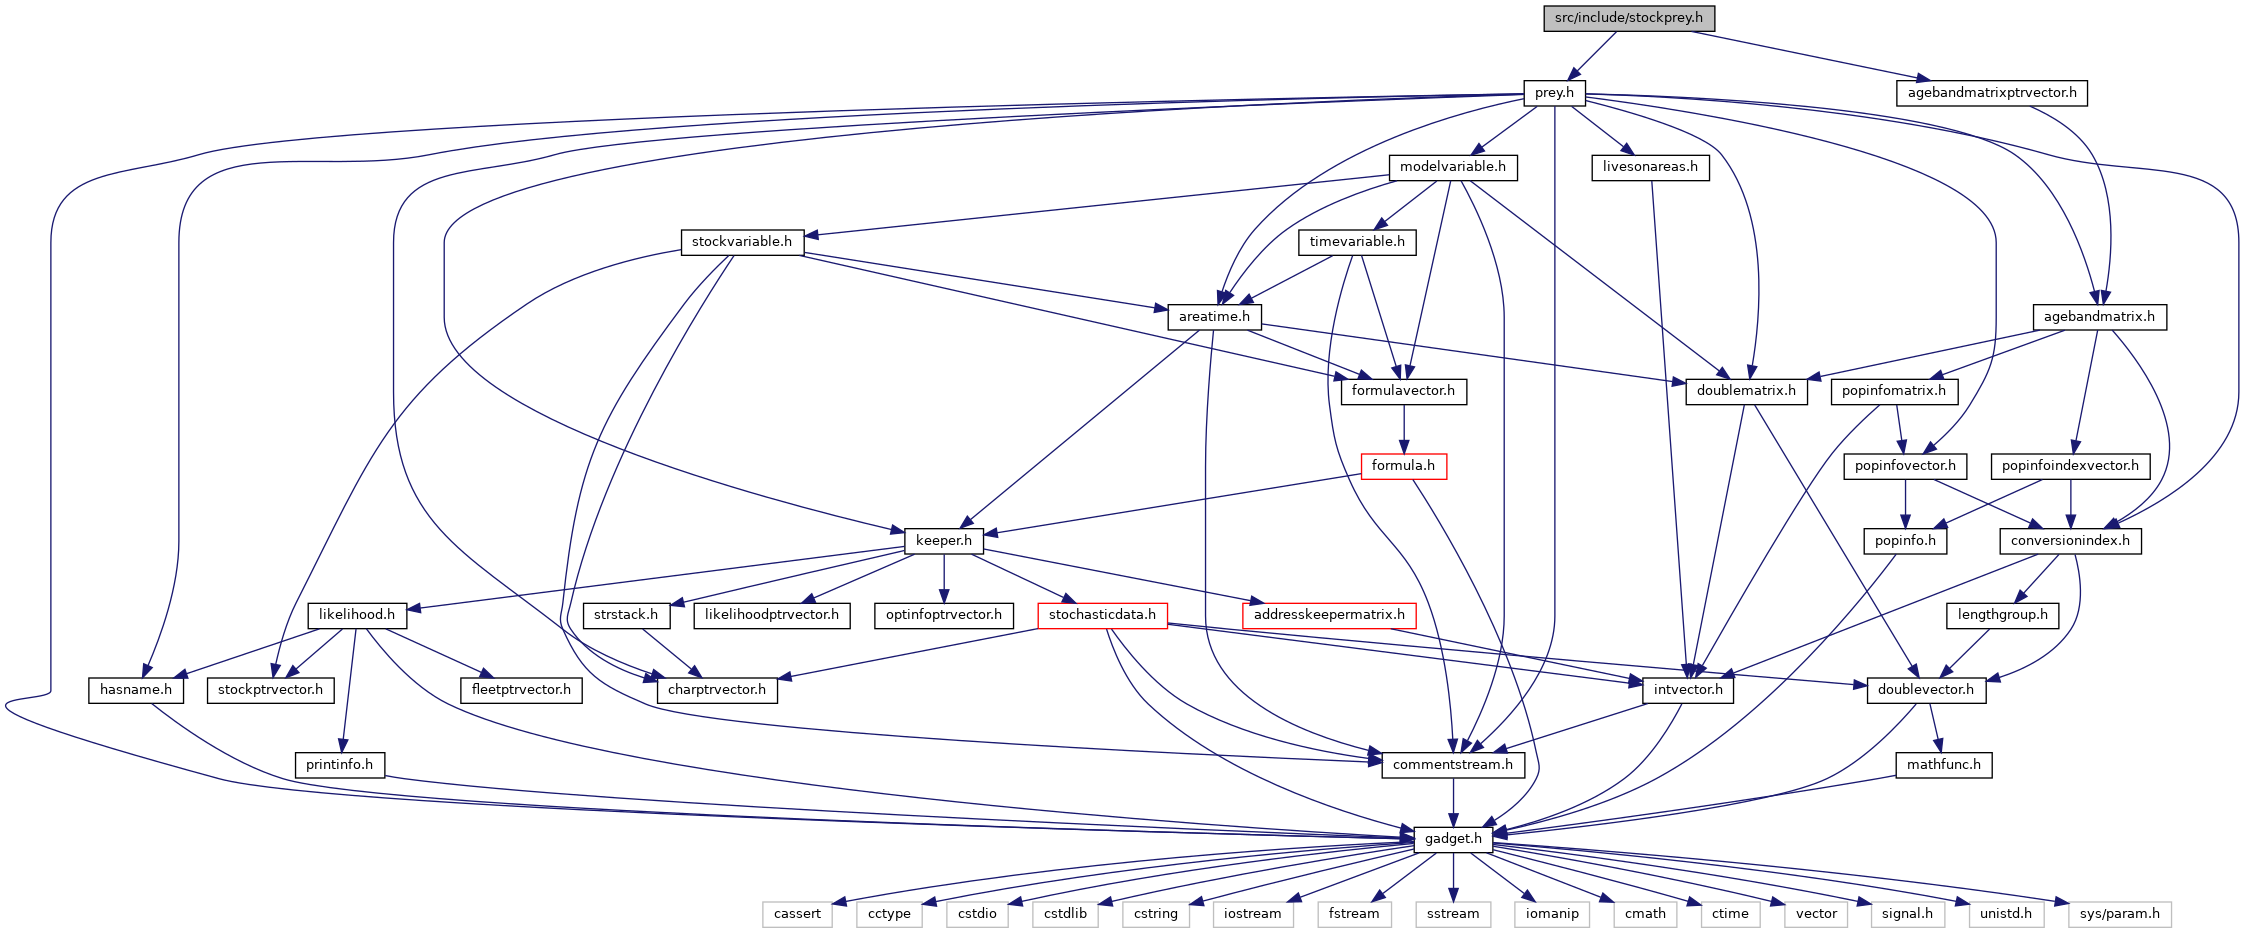 src/include/stockprey.h
prey.h
agebandmatrixptrvector.h
modelvariable.h
livesonareas.h
stockvariable.h
timevariable.h
areatime.h
agebandmatrix.h
formulavector.h
doublematrix.h
popinfomatrix.h
formula.h
popinfovector.h
popinfoindexvector.h
keeper.h
popinfo.h
conversionindex.h
likelihood.h
strstack.h
likelihoodptrvector.h
optinfoptrvector.h
stochasticdata.h
addresskeepermatrix.h
lengthgroup.h
hasname.h
stockptrvector.h
fleetptrvector.h
charptrvector.h
intvector.h
doublevector.h
printinfo.h
commentstream.h
mathfunc.h
gadget.h
cassert
cctype
cstdio
cstdlib
cstring
iostream
fstream
sstream
iomanip
cmath
ctime
vector
signal.h
unistd.h
sys/param.h